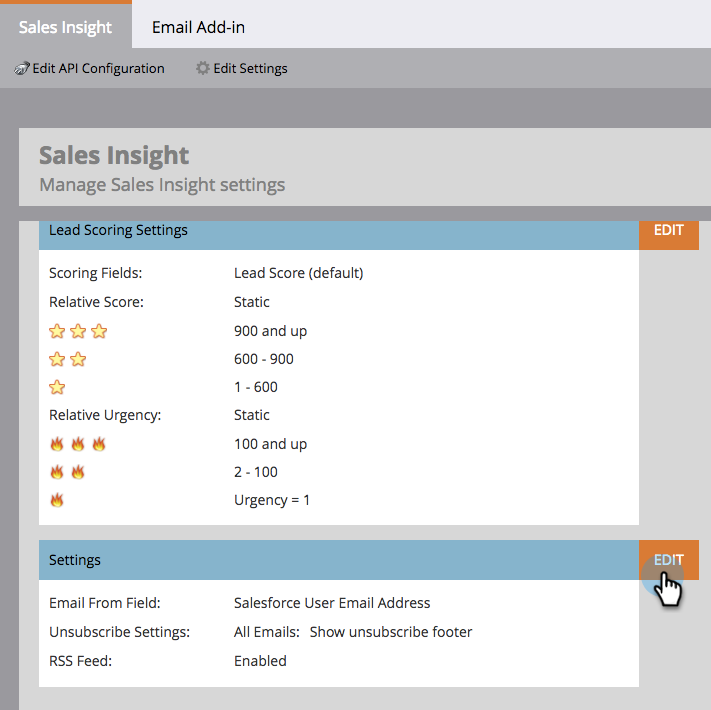 Sales Insight Email Add-in
Edit API Configuration Edit Settings
Sales Insight
Manage Sales Insight settings
Lead Scoring Settings EDIT
Scoring Fields: Lead Score (default)
Relative Score: Static
900 and up
600 - 900
1 - 600
Relative Urgency: Static
100 and up
2 - 100
Urgency = 1
Settings EDIT
Email From Field: Salesforce User Email Address
Unsubscribe Settings: All Emails: Show unsubscribe footer
RSS Feed: Enabled